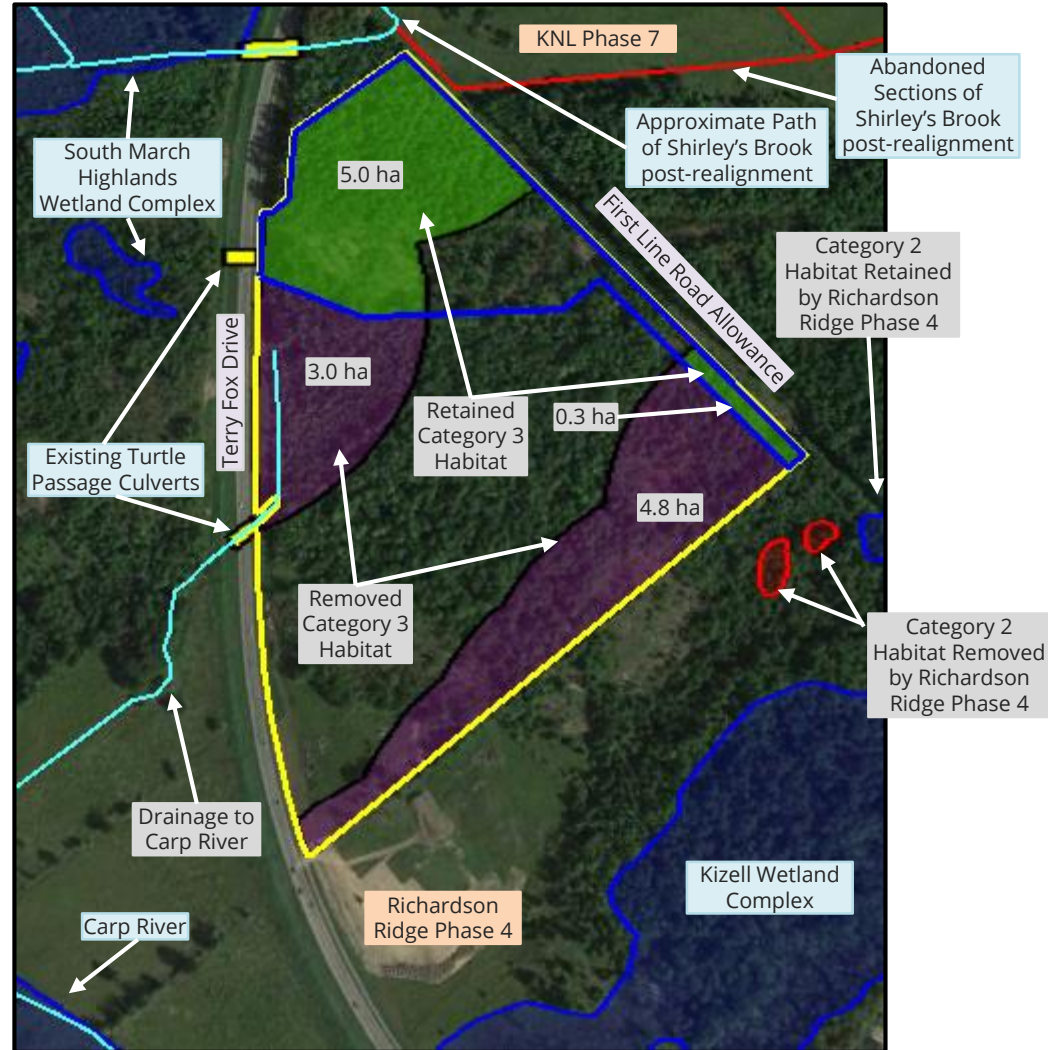 KNL Phase 7
Abandoned
Sections of
Shirley's Brook
post-realignment
Approximate Path
of Shirley's Brook
post-realignment
South March
Highlands
Wetland Complex
5.0 ha
First Line Road Allowance
Category 2
Habitat Retained
by Richardson
Ridge Phase 4
Terry Fox Drive
3.0 ha
Retained
Category 3
Habitat
0.3 ha
Existing Turtle
Passage Culverts
4.8 ha
Removed
Category 3
Habitat
Category 2
Habitat Removed
by Richardson
Ridge Phase 4
Drainage to
Carp River
Kizell Wetland
Complex
Richardson
Ridge Phase 4
Carp River